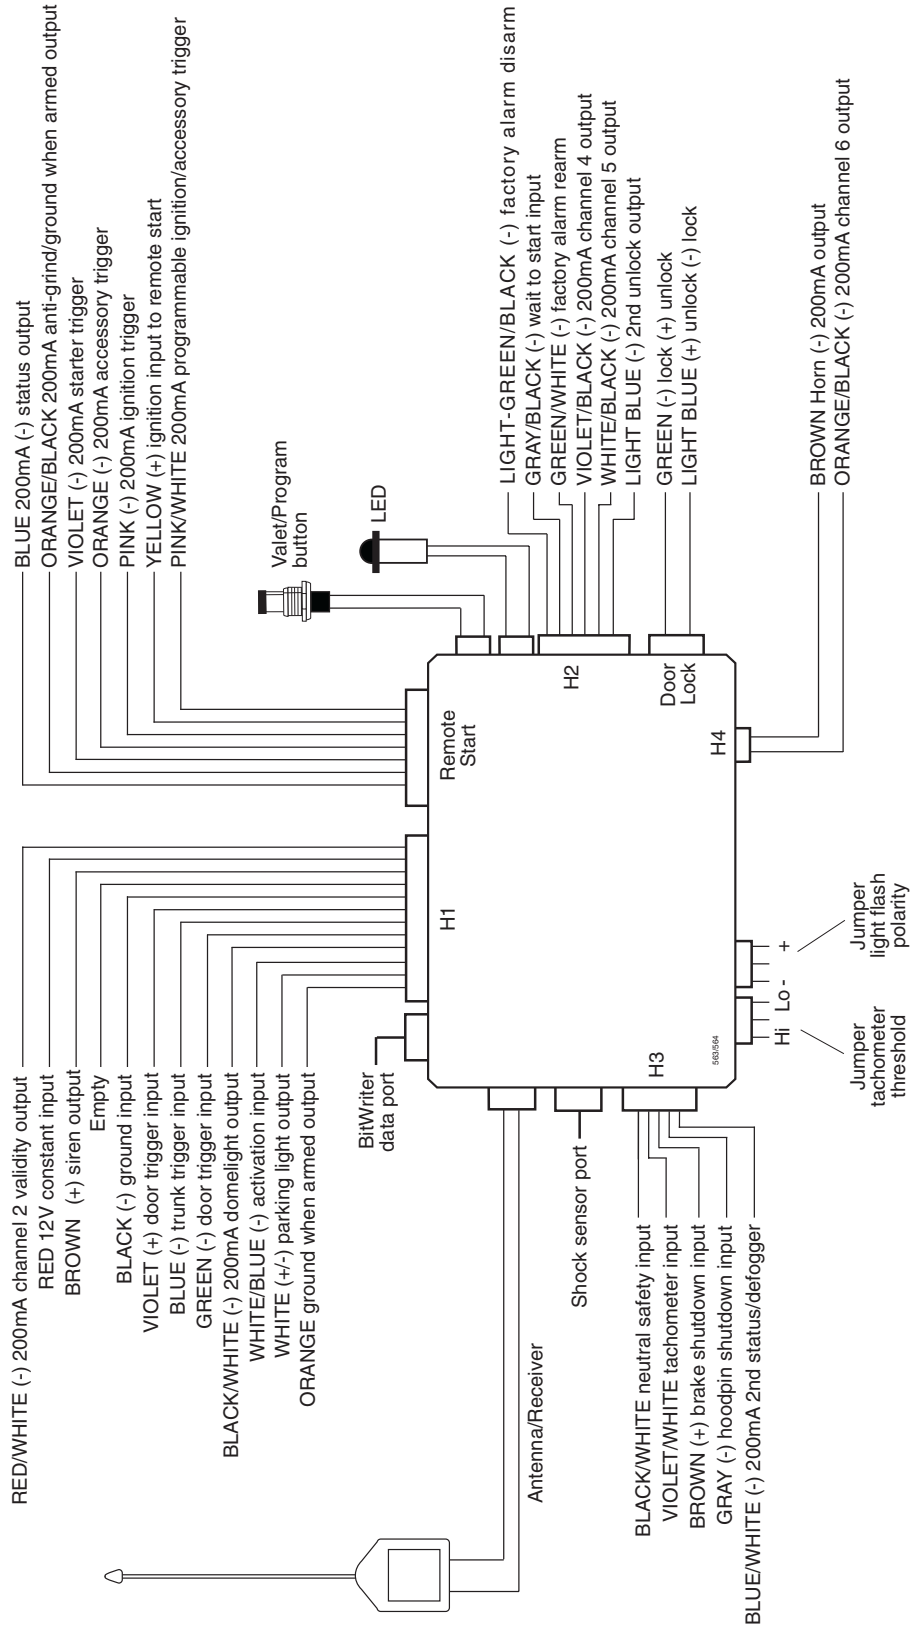 RED/WHITE (-) 200mA channel 2 validity output
RED 12V constant input
BROWN (+) siren output
Empty
BLACK (-) ground input
VIOLET (+) door trigger input
BLUE (-) trunk trigger input
GREEN (-) door trigger input
BLACK/WHITE (-) 200mA domelight output
WHITE/BLUE (-) activation input
WHITE (+/-) parking light output
ORANGE ground when armed output
BLUE 200mA (-) status output
ORANGE/BLACK 200mA anti-grind/ground when armed output
VIOLET (-) 200mA starter trigger
ORANGE (-) 200mA accessory trigger
PINK (-) 200mA ignition trigger
YELLOW (+) ignition input to remote start
PINK/WHITE 200mA programmable ignition/accessory trigger
Valet/Program
button
LED
BitWriter
data port
H1
Remote
Start
Antenna/Receiver
Shock sensor port
H3
H2
Door
Lock
H4
563/564
LIGHT-GREEN/BLACK (-) factory alarm disarm
GRAY/BLACK (-) wait to start input
GREEN/WHITE (-) factory alarm rearm
VIOLET/BLACK (-) 200mA channel 4 output
WHITE/BLACK (-) 200mA channel 5 output
LIGHT BLUE (-) 2nd unlock output
GREEN (-) lock (+) unlock
LIGHT BLUE (+) unlock (-) lock
BLACK/WHITE neutral safety input
VIOLET/WHITE tachometer input
BROWN (+) brake shutdown input
GRAY (-) hoodpin shutdown input
BLUE/WHITE (-) 200mA 2nd status/defogger
Hi Lo - +
Jumper
tachometer
threshold
Jumper
light flash
polarity
BROWN Horn (-) 200mA output
ORANGE/BLACK (-) 200mA channel 6 output